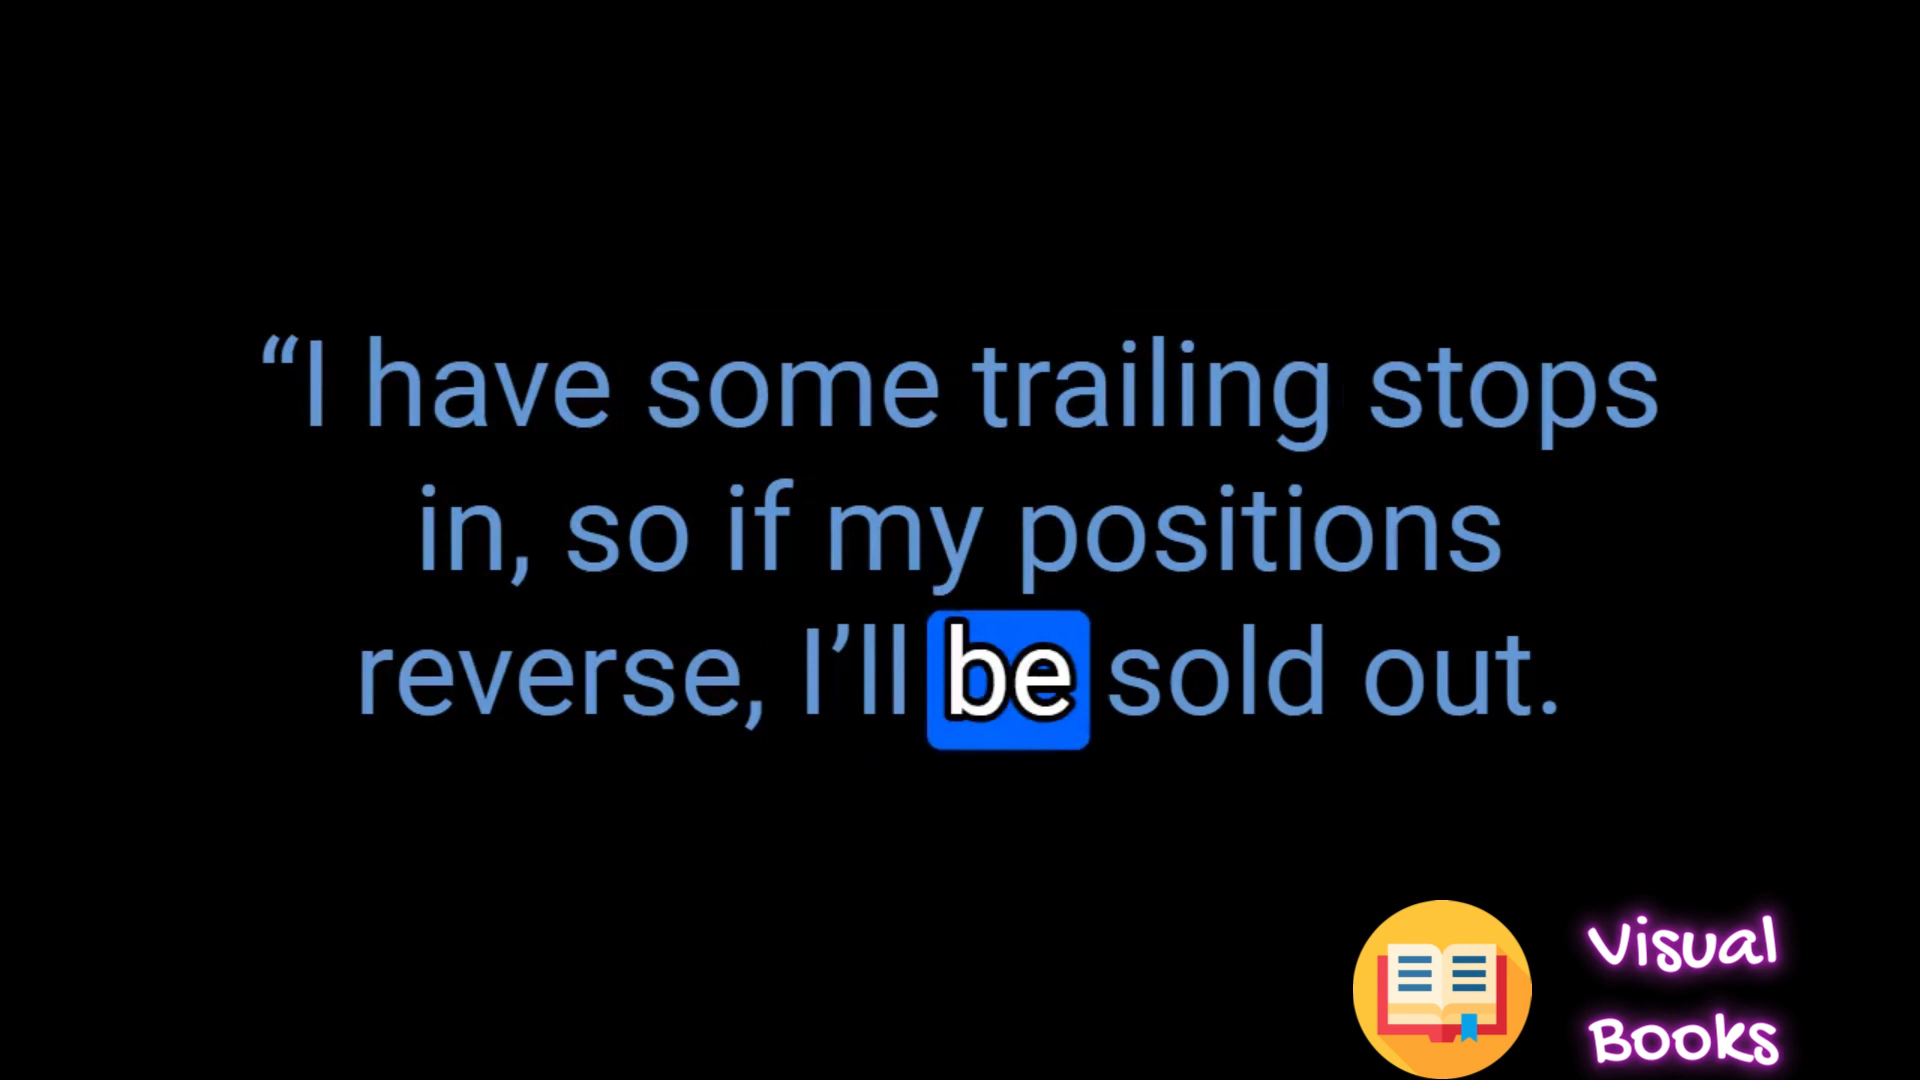 “I have some trailing stops
in, so if my positions
reverse, I’ll be sold out.
Visual
Books